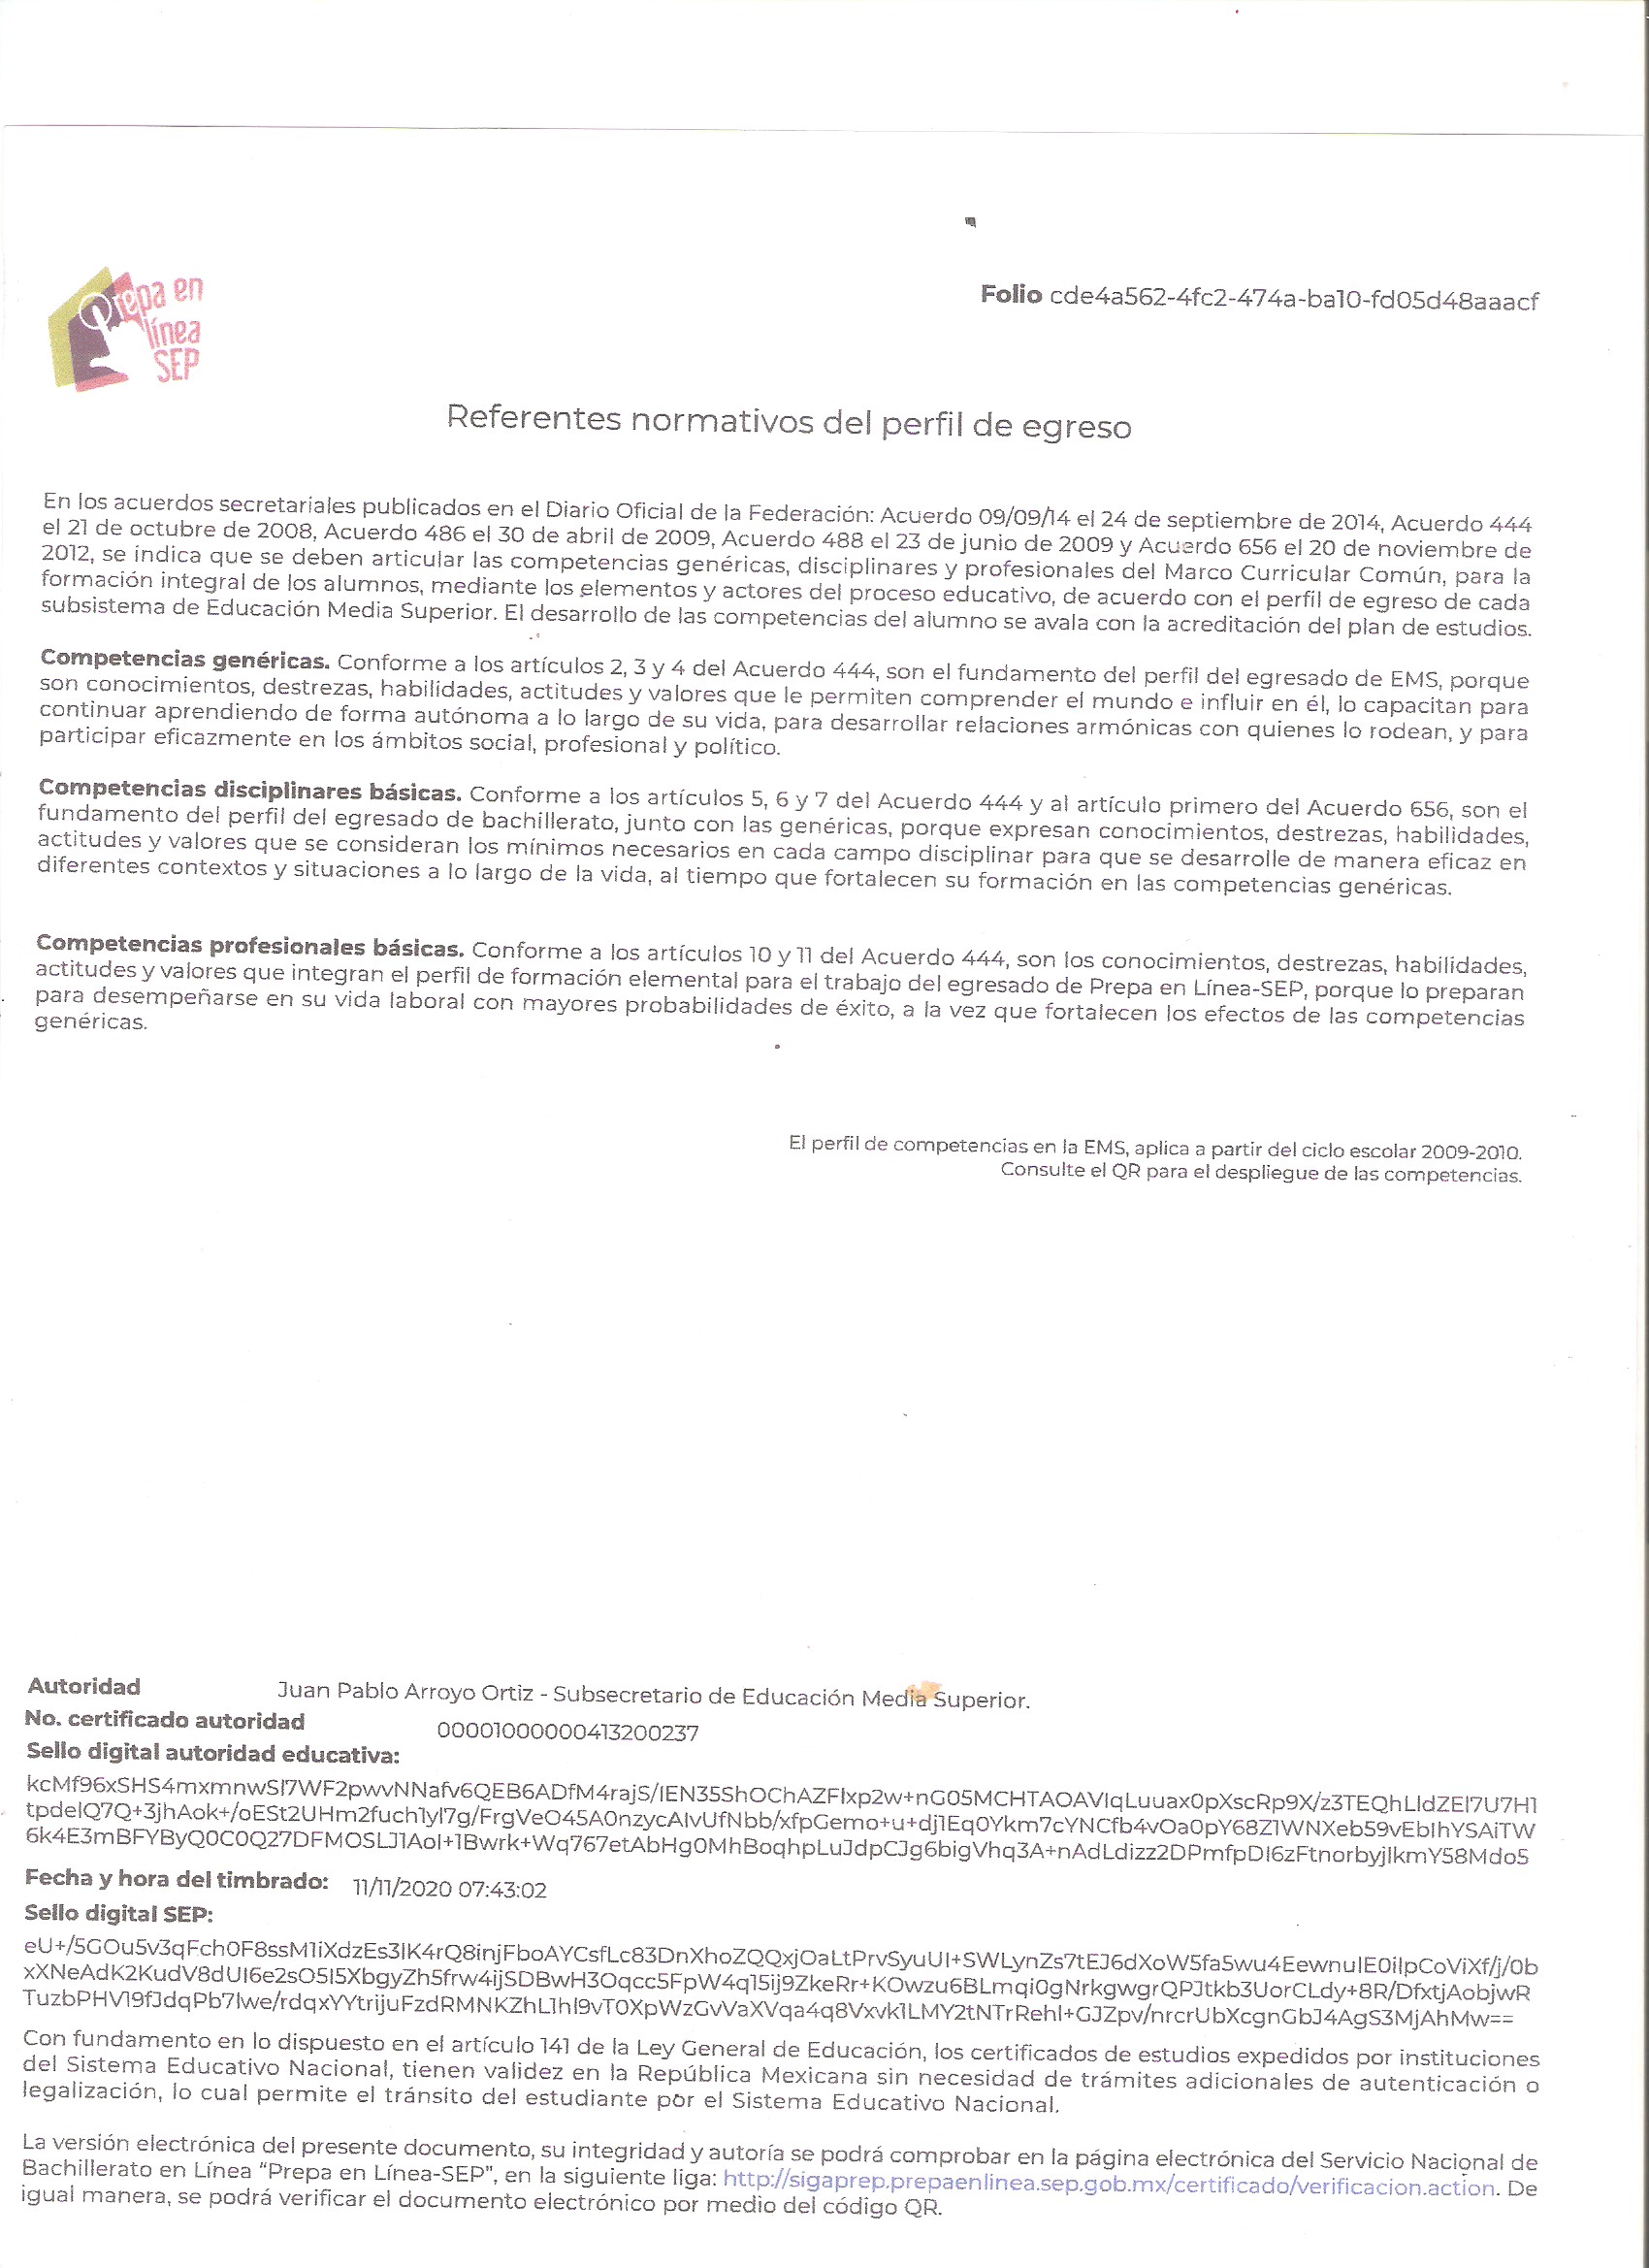 Prepa en
línea
SEP
Folio cde4a562-4fc2-474a-ba10-fd05d48aaacf
Referentes normativos del perfil de egreso
En los acuerdos secretariales publicados en el Diario Oficial de la Federación: Acuerdo 09/09/14 el 24 de septiembre de 2014, Acuerdo 444
el 21 de octubre de 2008, Acuerdo 486 el 30 de abril de 2009, Acuerdo 488 el 23 de junio de 2009 y Acuerdo 656 el 20 de noviembre de
2012, se indica que se deben articular las competencias genéricas, disciplinares y profesionales del Marco Curricular Común, para la
formación integral de los alumnos, mediante los elementos y actores del proceso educativo, de acuerdo con el perfil de egreso de cada
subsistema de Educación Media Superior. El desarrollo de las competencias del alumno se avala con la acreditación del plan de estudios.
Competencias genéricas. Conforme a los artículos 2, 3 y 4 del Acuerdo 444, son el fundamento del perfil del egresado de EMS, porque
son conocimientos, destrezas, habilidades, actitudes y valores que le permiten comprender el mundo e influir en él, lo capacitan para
continuar aprendiendo de forma autónoma a lo largo de su vida, para desarrollar relaciones armónicas con quienes lo rodean, y para
participar eficazmente en los ámbitos social, profesional y político.
Competencias disciplinares básicas. Conforme a los artículos 5, 6 y 7 del Acuerdo 444 y al artículo primero del Acuerdo 656, son el
fundamento del perfil del egresado de bachillerato, junto con las genéricas, porque expresan conocimientos, destrezas, habilidades,
actitudes y valores que se consideran los mínimos necesarios en cada campo disciplinar para que se desarrolle de manera eficaz en
diferentes contextos y situaciones a lo largo de la vida, al tiempo que fortalecen su formación en las competencias genéricas.
Competencias profesionales básicas. Conforme a los artículos 10 y 11 del Acuerdo 444, son los conocimientos, destrezas, habilidades,
actitudes y valores que integran el perfil de formación elemental para el trabajo del egresado de Prepa en Línea-SEP, porque lo preparan
para desempeñarse en su vida laboral con mayores probabilidades de éxito, a la vez que fortalecen los efectos de las competencias
genéricas.
El perfil de competencias en la EMS, aplica a partir del ciclo escolar 2009-2010.
Consulte el QR para el despliegue de las competencias.
Autoridad Juan Pablo Arroyo Ortiz - Subsecretario de Educación Media Superior.
No. certificado autoridad 00001000000413200237
Sello digital autoridad educativa:
kcMf96xSHS4mxmnwSl7WF2pwvNNafv6QEB6ADfM4rajS/IEN35ShOChAZFlxp2w+nG05MCHTAOAVIqLuuax0pXscRp9X/z3TEQhLIdZEI7U7H1
tpdelQ7Q+3jhAok+/oESt2UHm2fuch1yl7g/FrgVeO45A0nzycAIvUfNbb/xfpGemo+u+dj1Eq0Ykm7cYNCfb4vOa0pY68Z1WNXeb59vEbIhYSAiTW
6k4E3mBFYByQ0C0Q27DFMOSLJ1AoI+1Bwrk+Wq767etAbHg0MhBoqhpLuJdpCJg6bigVhq3A+nAdLdizz2DPmfpDI6zFtnorbyjlkmY58Mdo5
Fecha y hora del timbrado: 11/11/2020 07:43:02
Sello digital SEP:
eU+/5GOu5v3qFch0F8ssM1iXdzEs3IK4rQ8injFboAYCsfLc83DnXhoZQQxjOaLtPrvSyuUI+SWLynZs7tEJ6dXoW5fa5wu4EewnuIE0iIpCoViXf/j/0b
xXNeAdK2KudV8dUI6e2sO5I5XbgyZh5frw4ijSDBwH3Oqcc5FpW4q15ij9ZkeRr+KOwzu6BLmqi0gNrkgwgrQPJtkb3UorCLdy+8R/DfxtjAobjwR
TuzbPHV19fJdqPb7Iwe/rdqxYYtrijuFzdRMNKZhL1hI9vT0XpWzGvVaXVqa4q8Vxvk1LMY2tNTrRehl+GJZpv/nrcrUbXcgnGbJ4AgS3MjAhMw==
Con fundamento en lo dispuesto en el artículo 141 de la Ley General de Educación, los certificados de estudios expedidos por instituciones
del Sistema Educativo Nacional, tienen validez en la República Mexicana sin necesidad de trámites adicionales de autenticación o
legalización, lo cual permite el tránsito del estudiante por el Sistema Educativo Nacional.
La versión electrónica del presente documento, su integridad y autoría se podrá comprobar en la página electrónica del Servicio Nacional de
Bachillerato en Línea "Prepa en Línea-SEP", en la siguiente liga: http://sigaprep.prepaenlinea.sep.gob.mx/certificado/verificacion.action. De
igual manera, se podrá verificar el documento electrónico por medio del código QR.